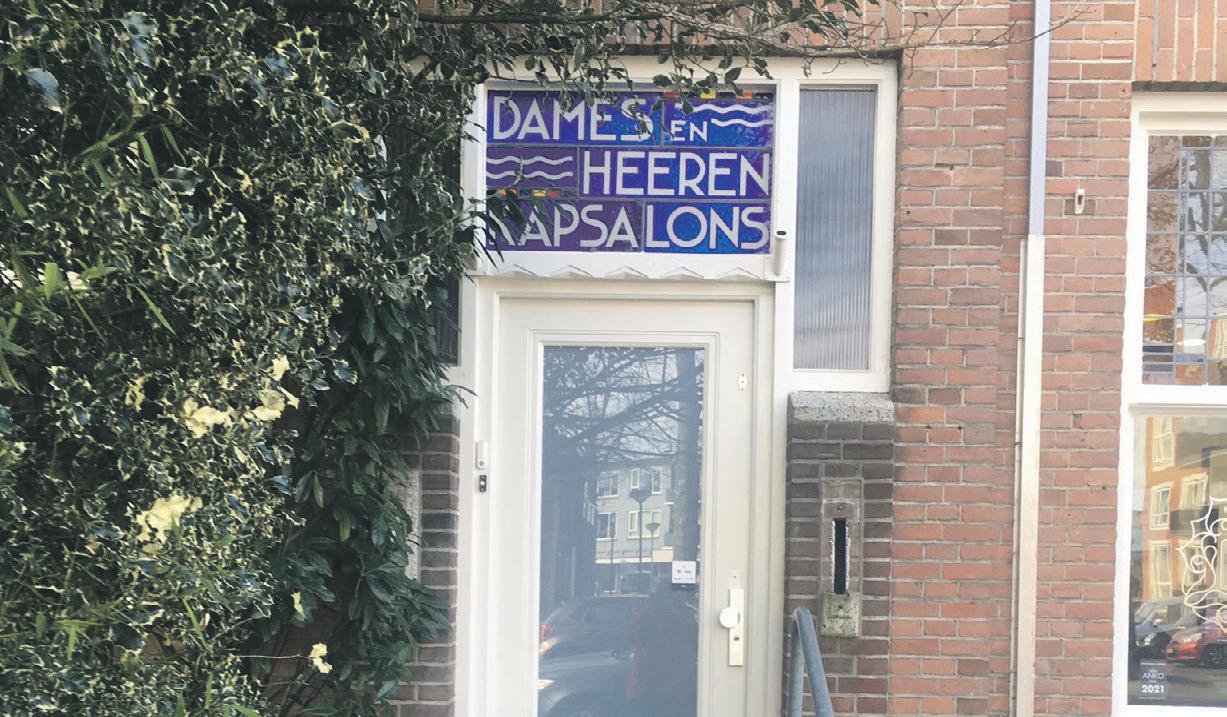 DAMES EN
HEEREN
KAPSALONS
ANKO
2021